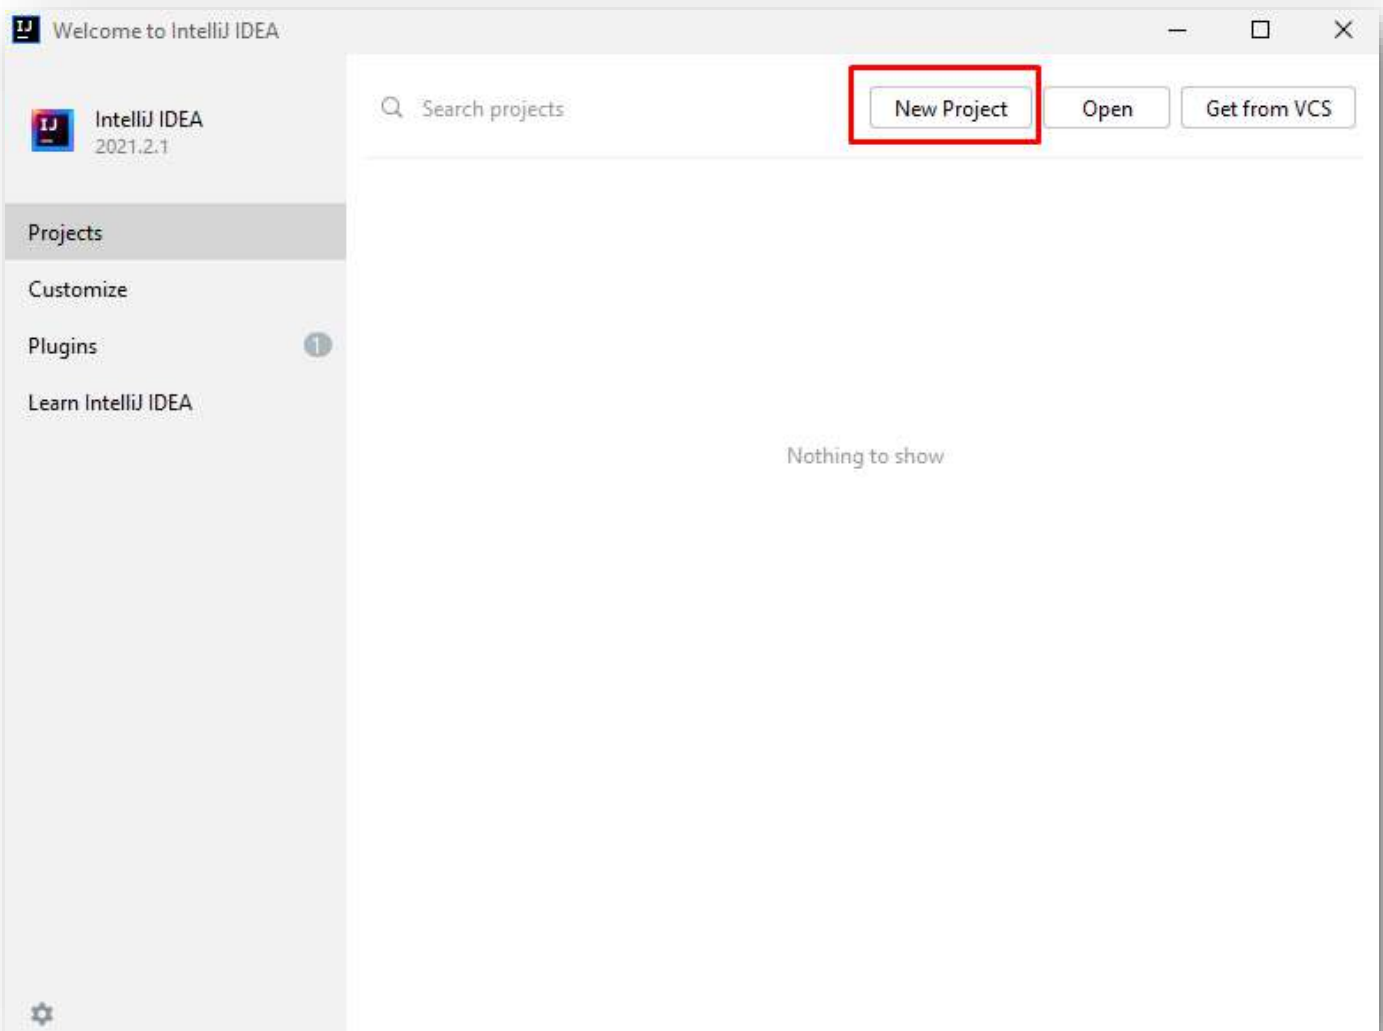 Welcome to IntelliJ IDEA
IntelliJ IDEA
2021.2.1
Search projects
New Project
Open
Get from VCS
Projects
Customize
Plugins
1
Learn IntelliJ IDEA
Nothing to show